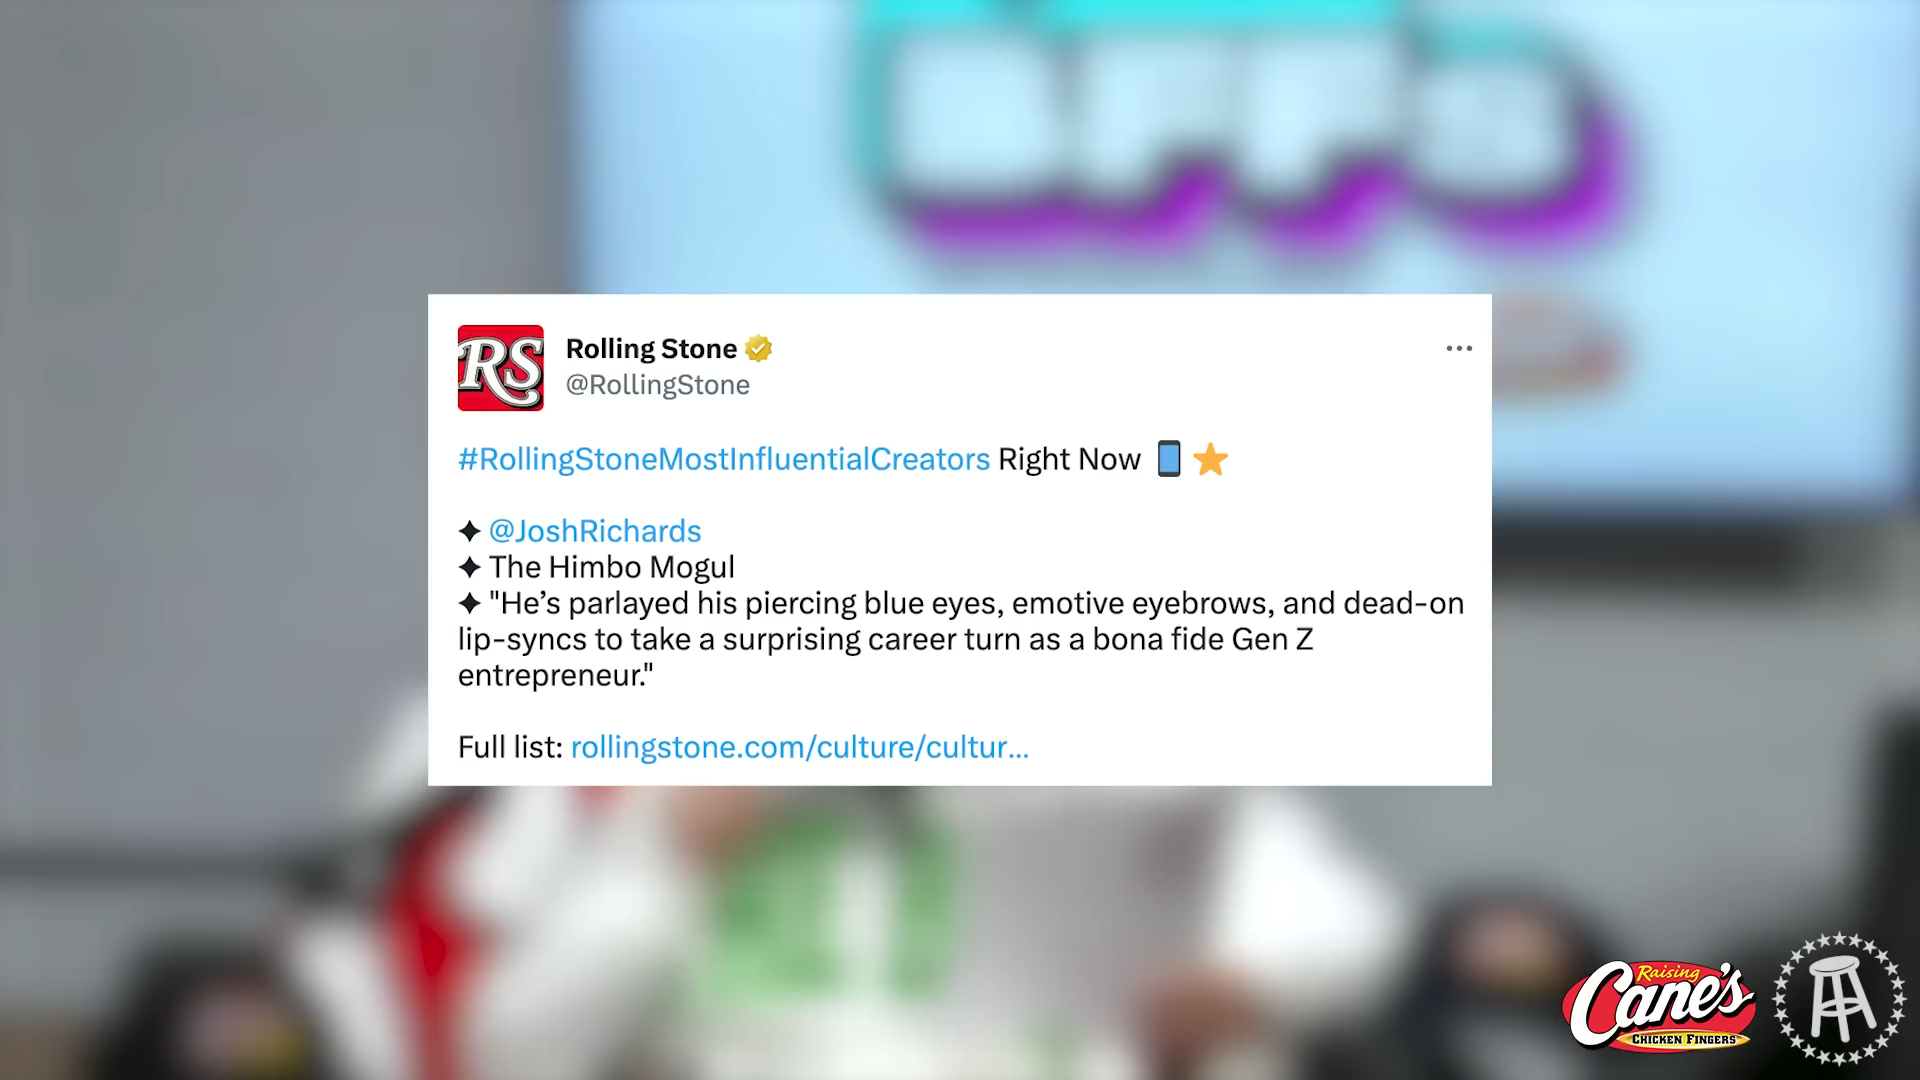 RS
Rolling Stone
@RollingStone
#RollingStoneMostInfluentialCreators Right Now 📱⭐
✦ @JoshRichards
✦ The Himbo Mogul
✦ "He’s parlayed his piercing blue eyes, emotive eyebrows, and dead-on
lip-syncs to take a surprising career turn as a bona fide Gen Z
entrepreneur."
Full list: rollingstone.com/culture/cultur...
Raising
Cane's
CHICKEN FINGERS